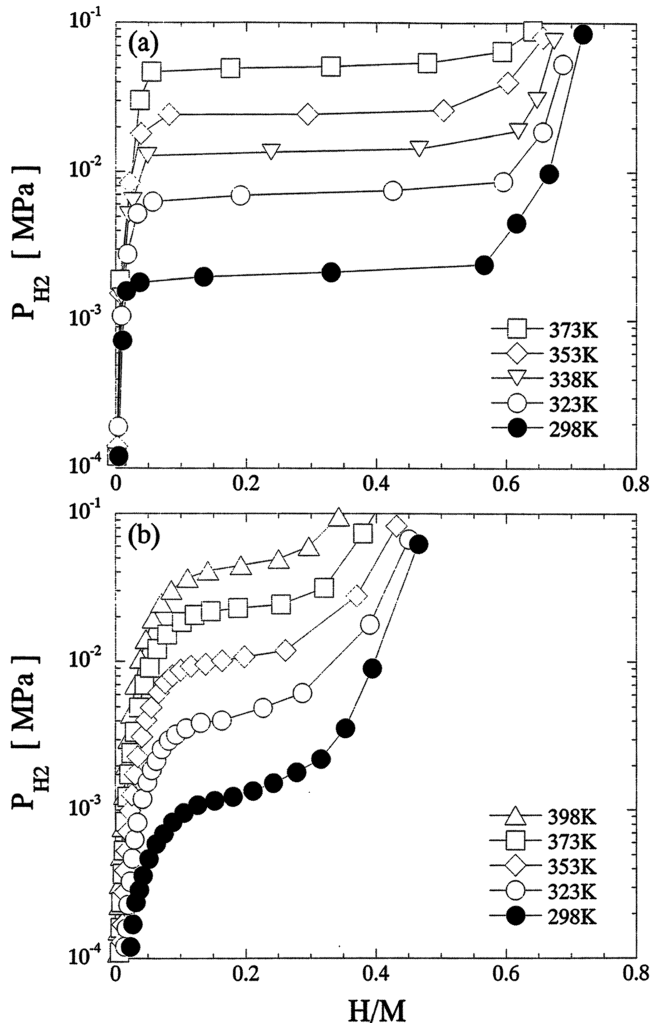 (a)
10⁻¹
10⁻²
10⁻³
10⁻⁴
P_H2 [ MPa ]
373K
353K
338K
323K
298K
0 0.2 0.4 0.6 0.8
(b)
10⁻¹
10⁻²
10⁻³
10⁻⁴
P_H2 [ MPa ]
398K
373K
353K
323K
298K
0 0.2 0.4 0.6 0.8
H/M